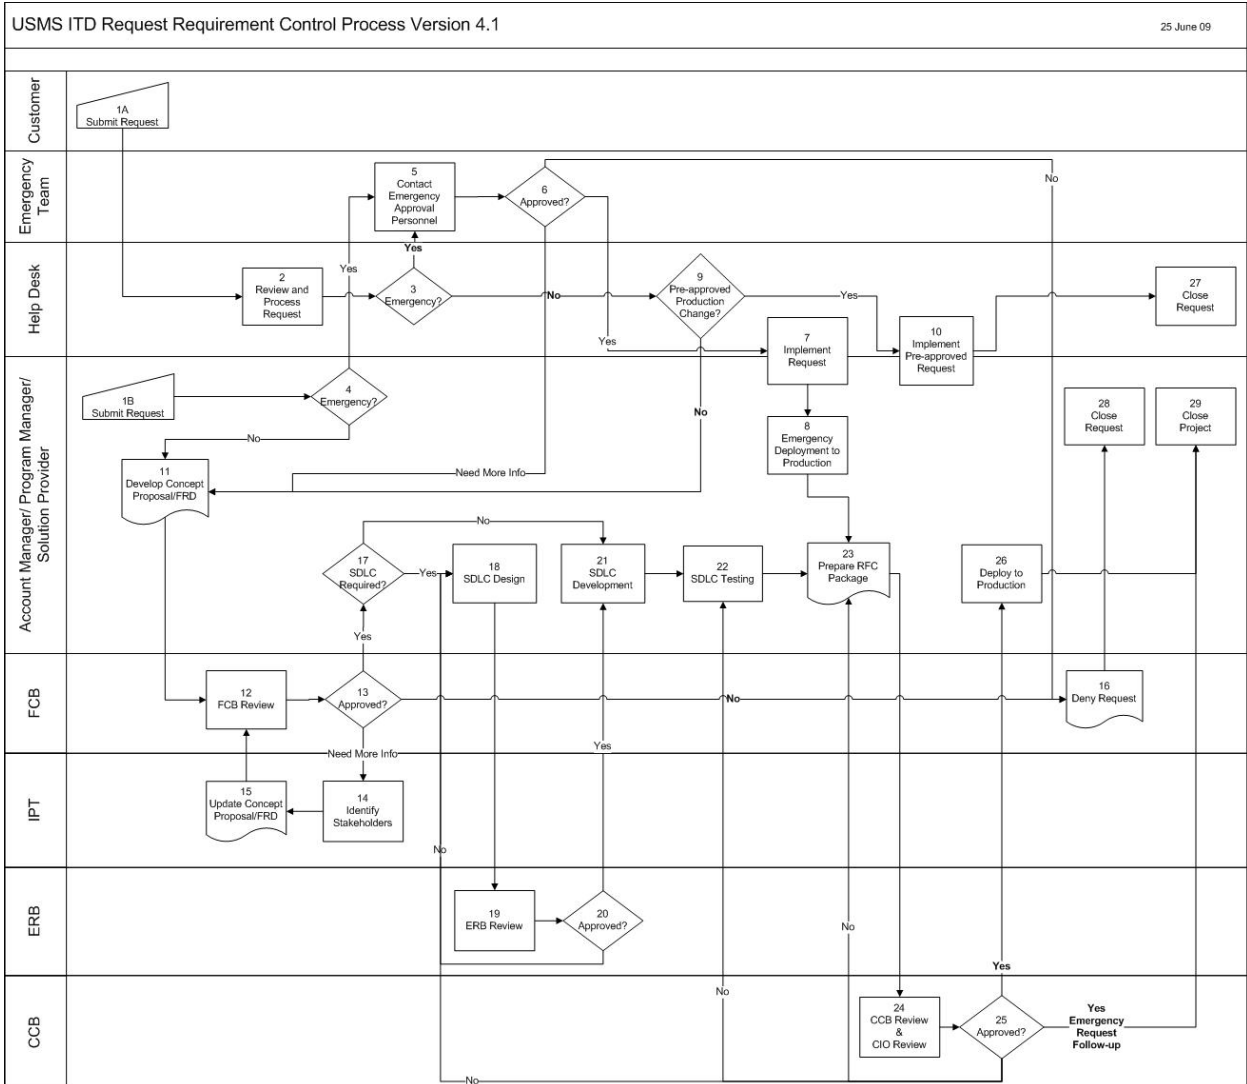 USMS ITD Request Requirement Control Process Version 4.1
25 June 09
Customer
1A
Submit Request
Emergency
Team
5
Contact
Emergency
Approval
Personnel
6
Approved?
No
Yes
Yes
Help Desk
2
Review and
Process
Request
3
Emergency?
No
9
Pre-approved
Production
Change?
Yes
27
Close
Request
7
Implement
Request
10
Implement
Pre-approved
Request
Yes
Account Manager/ Program Manager/
Solution Provider
1B
Submit Request
4
Emergency?
No
No
28
Close
Request
29
Close
Project
8
Emergency
Deployment to
Production
11
Develop Concept
Proposal/FRD
Need More Info
No
17
SDLC
Required?
Yes
18
SDLC Design
21
SDLC
Development
22
SDLC Testing
23
Prepare RFC
Package
26
Deploy to
Production
Yes
FCB
12
FCB Review
13
Approved?
No
16
Deny Request
Yes
Need More Info
IPT
15
Update Concept
Proposal/FRD
14
Identify
Stakeholders
No
ERB
19
ERB Review
20
Approved?
No
Yes
No
CCB
24
CCB Review
&
CIO Review
25
Approved?
Yes
Emergency
Request
Follow-up
No